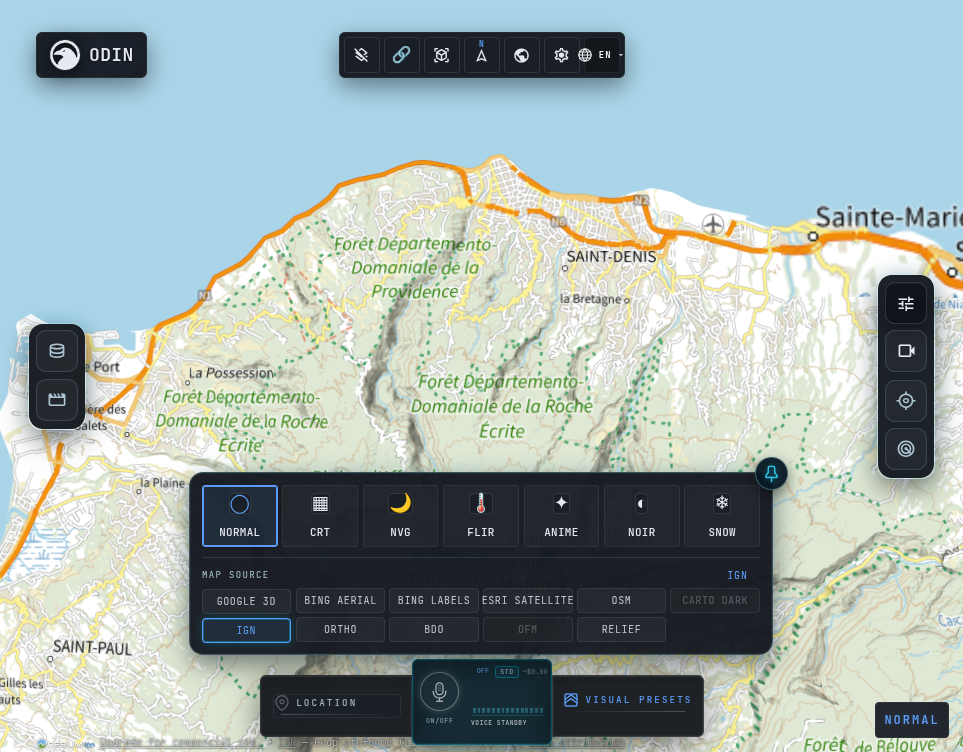 ODIN
N
EN
Sainte-Marie
N2
N6
SAINT-DENIS
Forêt Départemento-
Domaniale de la
Providence
la Bretagne
N1
La Possession
Forêt Départemento-
Domaniale de la Roche
Écrite
Forêt Départemento-
Domaniale de la Roche
Écrite
la Plaine
NORMAL
CRT
NVG
FLIR
ANIME
NOIR
SNOW
MAP SOURCE
IGN
GOOGLE 3D
BING AERIAL
BING LABELS
ESRI SATELLITE
OSM
CARTO DARK
IGN
ORTHO
BDO
OFM
RELIEF
SAINT-PAUL
OFF
STD
~$0.00
LOCATION
ON/OFF
VOICE STANDBY
VISUAL PRESETS
NORMAL
Upgrade for commercial use.
Forêt de Bélouve